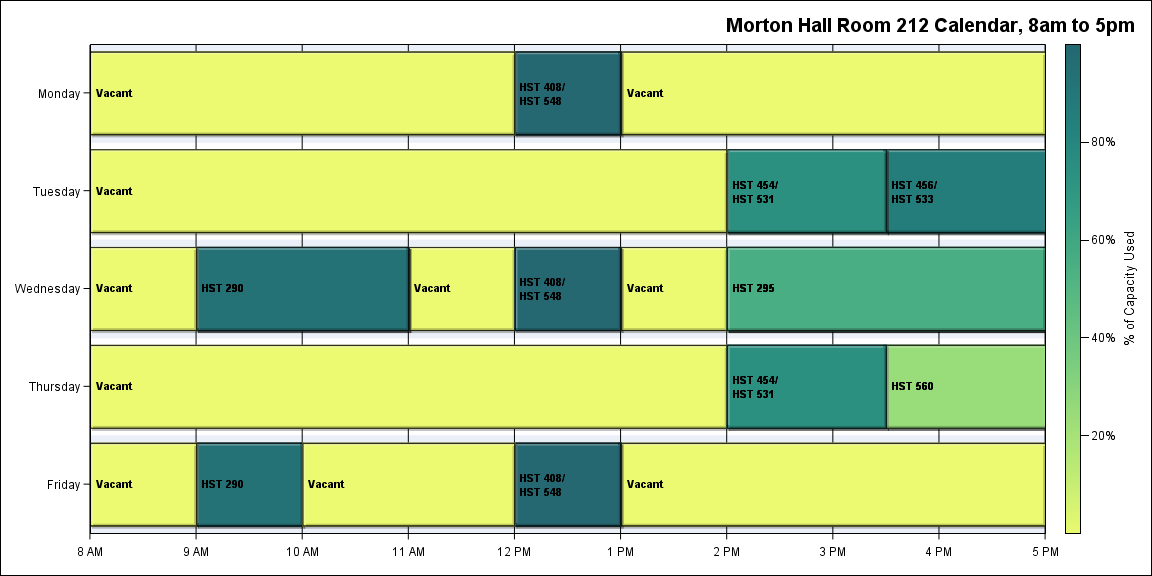 Morton Hall Room 212 Calendar, 8am to 5pm
Monday
Vacant
HST 408/
HST 548
Vacant
Tuesday
Vacant
HST 454/
HST 531
HST 456/
HST 533
Wednesday
Vacant
HST 290
Vacant
HST 408/
HST 548
Vacant
HST 295
Thursday
Vacant
HST 454/
HST 531
HST 560
Friday
Vacant
HST 290
Vacant
HST 408/
HST 548
Vacant
8 AM
9 AM
10 AM
11 AM
12 PM
1 PM
2 PM
3 PM
4 PM
5 PM
80%
60%
40%
20%
% of Capacity Used